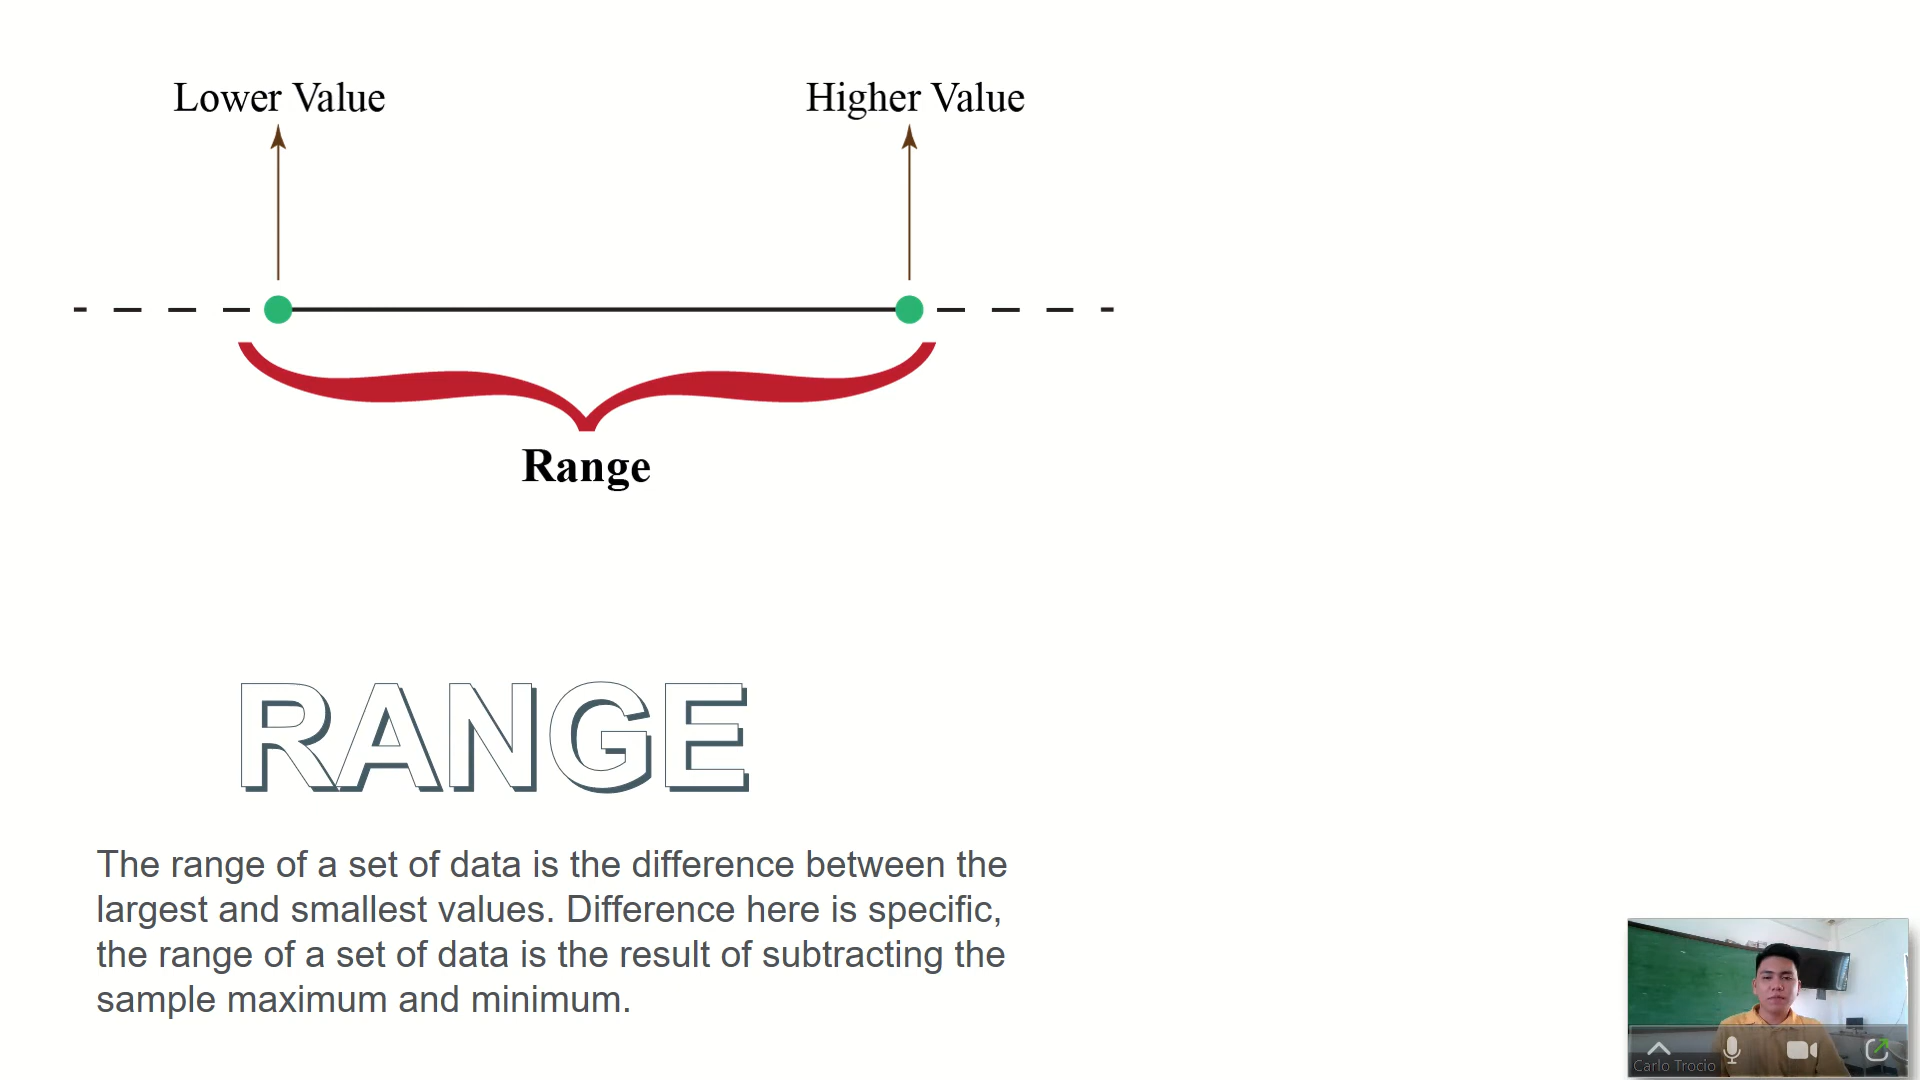 Lower Value
Higher Value
Range
RANGE
The range of a set of data is the difference between the
largest and smallest values. Difference here is specific,
the range of a set of data is the result of subtracting the
sample maximum and minimum.
Carlo Trocio